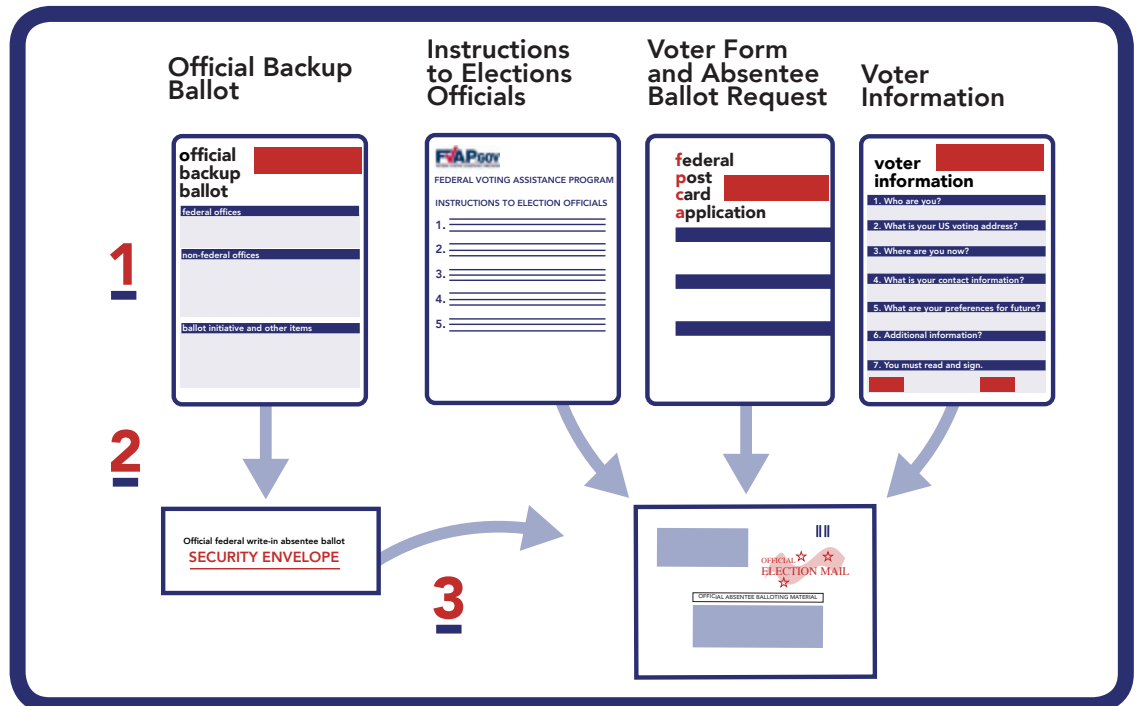 Official Backup
Ballot
Instructions
to Elections
Officials
Voter Form
and Absentee
Ballot Request
Voter
Information
1
official
backup
ballot
federal offices
non-federal offices
ballot initiative and other items
FVAP.GOV
FEDERAL VOTING ASSISTANCE PROGRAM
INSTRUCTIONS TO ELECTION OFFICIALS
1.
2.
3.
4.
5.
federal
post
card
application
voter
information
1. Who are you?
2. What is your US voting address?
3. Where are you now?
4. What is your contact information?
5. What are your preferences for future?
6. Additional information?
7. You must read and sign.
2
Official federal write-in absentee ballot
SECURITY ENVELOPE
3
OFFICIAL
ELECTION MAIL
OFFICIAL ABSENTEE BALLOTING MATERIAL